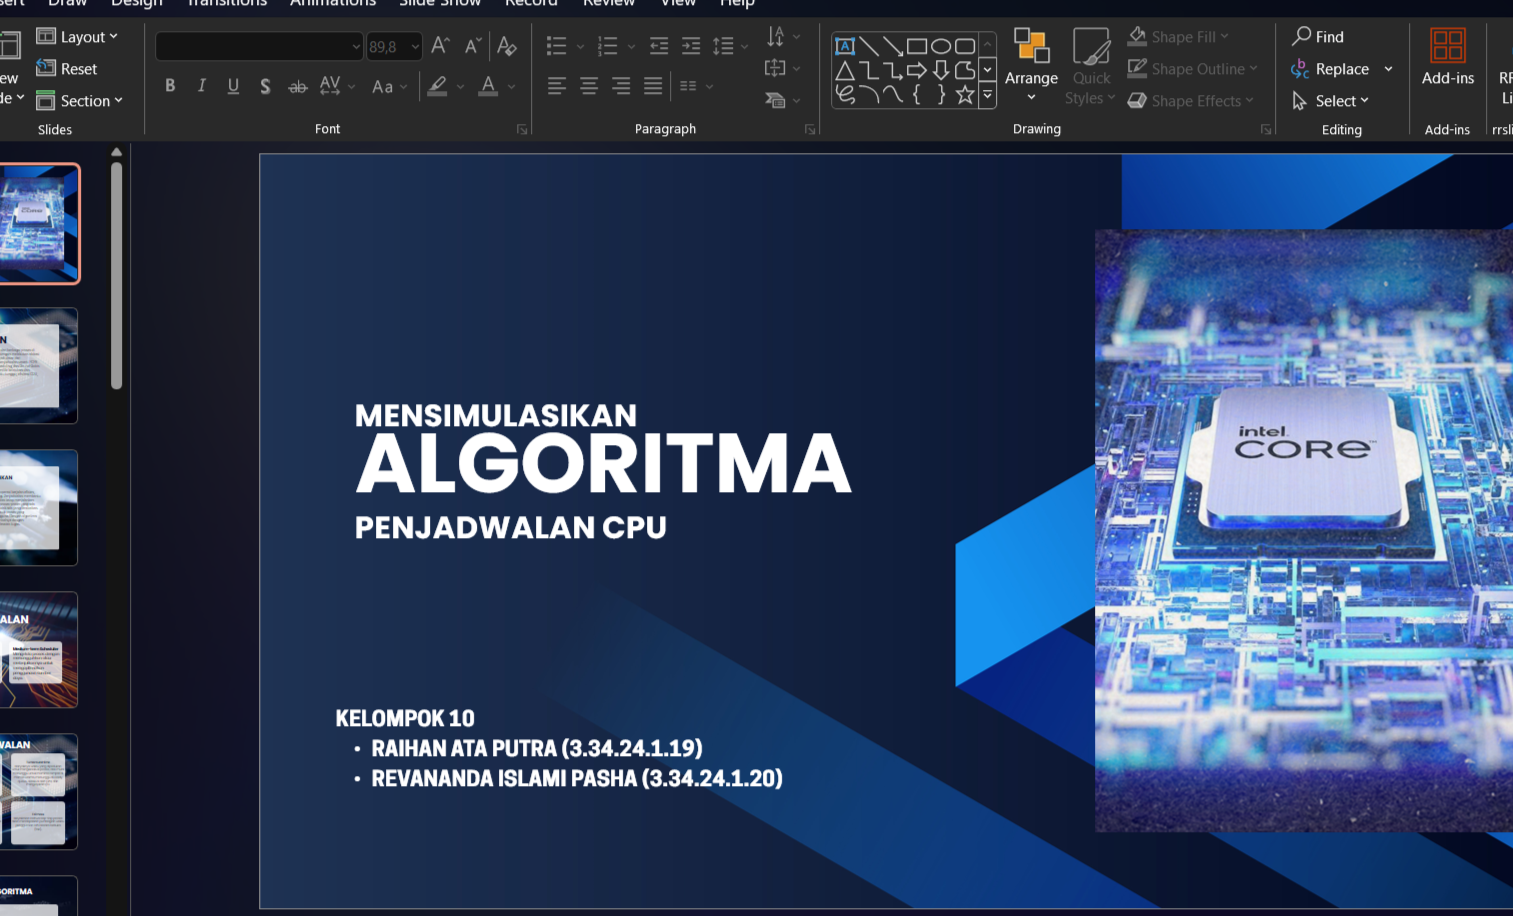 Draw
Design
Transitions
Animations
Slide Show
Record
Review
View
Help
Layout
Reset
Section
Slides
89,8
Font
Paragraph
Arrange
Quick
Styles
Shape Fill
Shape Outline
Shape Effects
Drawing
Find
Replace
Select
Editing
Add-ins
Add-ins
MENSIMULASIKAN
ALGORITMA
PENJADWALAN CPU
KELOMPOK 10
• RAIHAN ATA PUTRA (3.34.24.1.19)
• REVANANDA ISLAMI PASHA (3.34.24.1.20)
intel
CORE